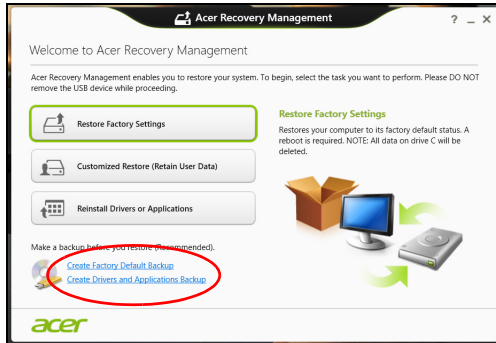 Acer Recovery Management
? _ ×
Welcome to Acer Recovery Management
Acer Recovery Management enables you to restore your system. To begin, select the task you want to perform. Please DO NOT
remove the USB device while proceeding.
Restore Factory Settings
Customized Restore (Retain User Data)
Reinstall Drivers or Applications
Restore Factory Settings
Restores your computer to its factory default status. A
reboot is required. NOTE: All data on drive C will be
deleted.
Make a backup before you restore (Recommended).
Create Factory Default Backup
Create Drivers and Applications Backup
acer